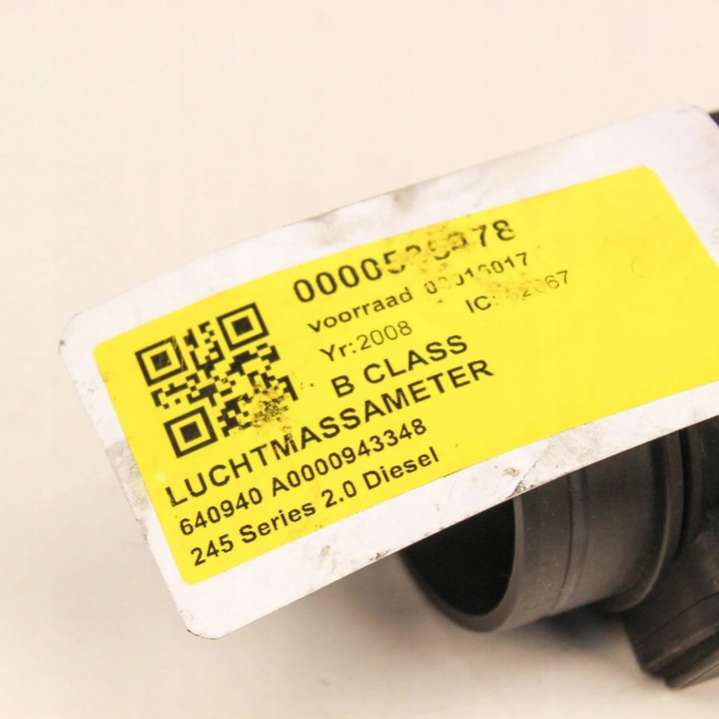 voorraad
Yr:2008
B CLASS
LUCHTMASSAMETER
640940 A0000943348
245 Series 2.0 Diesel